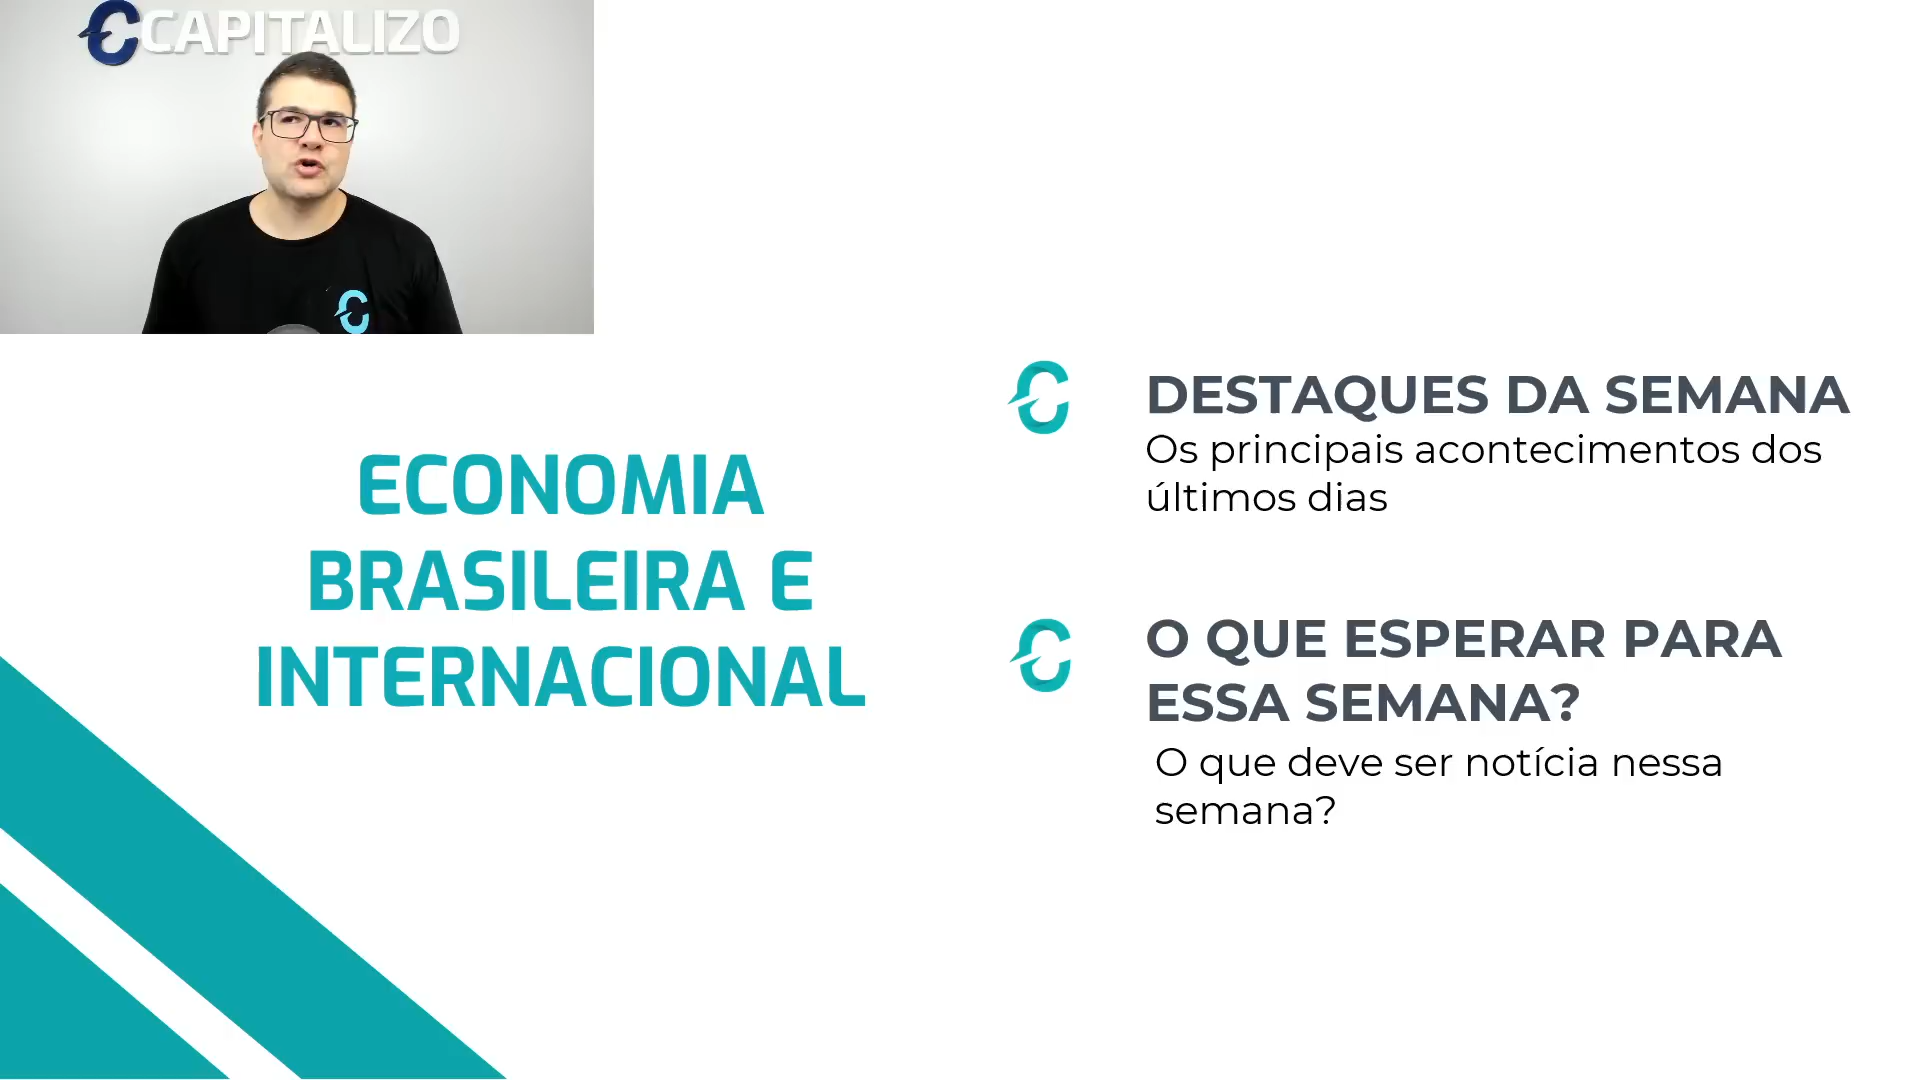 CAPITALIZO
ECONOMIA
BRASILEIRA E
INTERNACIONAL
DESTAQUES DA SEMANA
Os principais acontecimentos dos
últimos dias
O QUE ESPERAR PARA
ESSA SEMANA?
O que deve ser notícia nessa
semana?